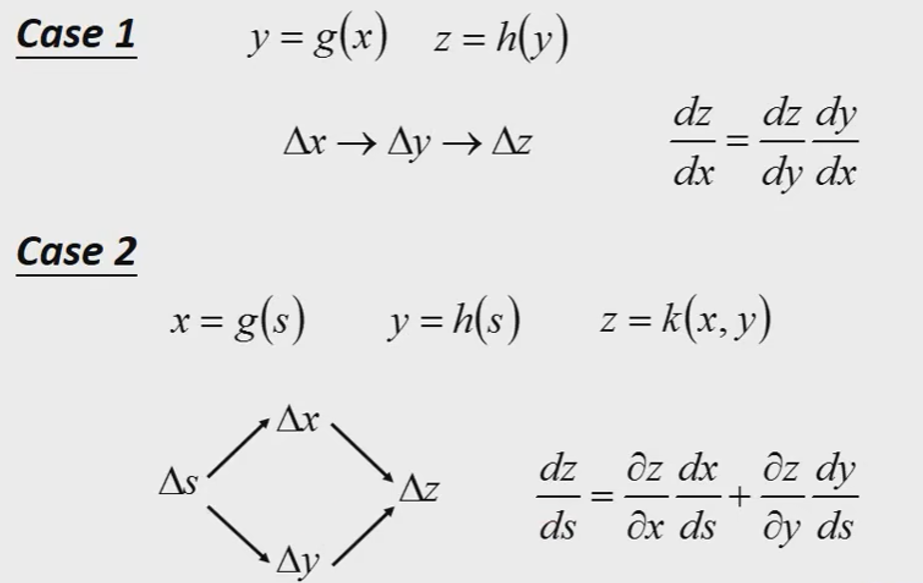 Case 1
y = g(x) z = h(y)
Δx → Δy → Δz
dz/dx = dz/dy dy/dx
Case 2
x = g(s) y = h(s) z = k(x, y)
Δx
Δs
Δz
Δy
dz/ds = ∂z/∂x dx/ds + ∂z/∂y dy/ds